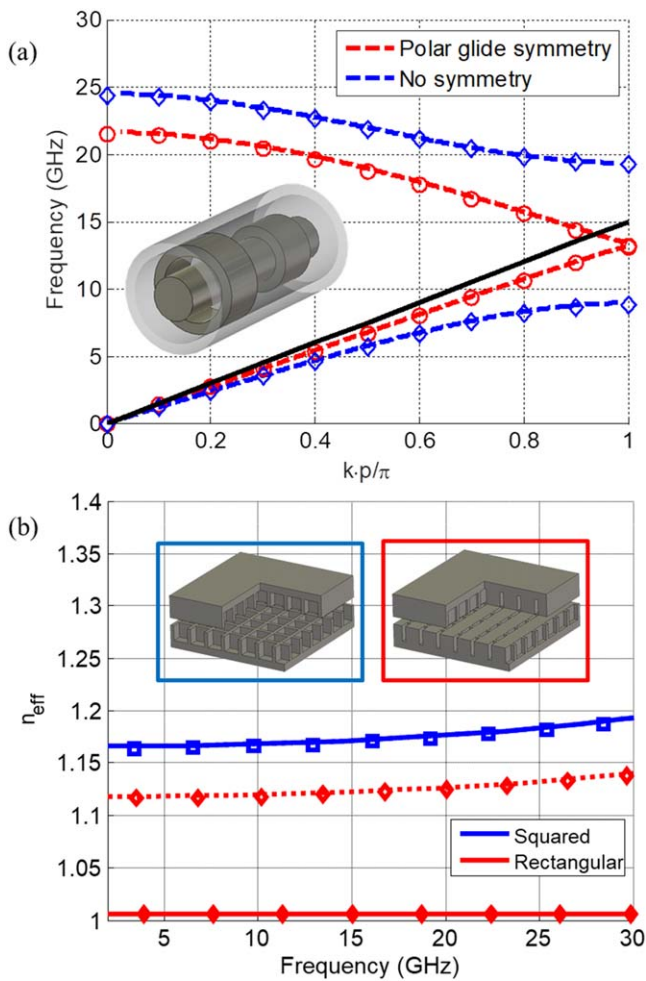 (a)
30
25
20
15
10
5
0
Frequency (GHz)
Polar glide symmetry
No symmetry
0
0.2
0.4
0.6
0.8
1
k·p/π
(b)
1.4
1.35
1.3
1.25
1.2
1.15
1.1
1.05
1
n_eff
Squared
Rectangular
5
10
15
20
25
30
Frequency (GHz)